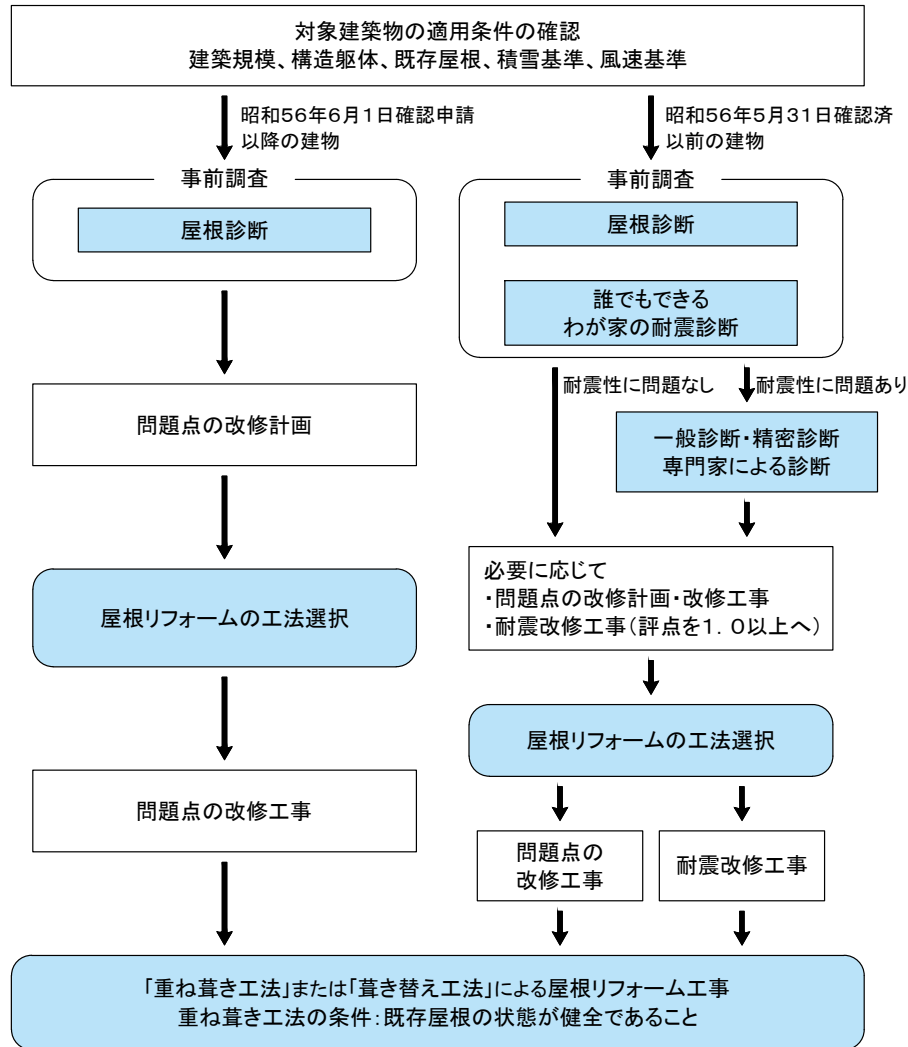 対象建築物の適用条件の確認
建築規模、構造躯体、既存屋根、積雪基準、風速基準
昭和56年6月1日確認申請
以降の建物
昭和56年5月31日確認済
以前の建物
事前調査
屋根診断
事前調査
屋根診断
誰でもできる
わが家の耐震診断
耐震性に問題なし
耐震性に問題あり
問題点の改修計画
一般診断・精密診断
専門家による診断
必要に応じて
・問題点の改修計画・改修工事
・耐震改修工事（評点を1．0以上へ）
屋根リフォームの工法選択
屋根リフォームの工法選択
問題点の改修工事
問題点の
改修工事
耐震改修工事
「重ね葺き工法」または「葺き替え工法」による屋根リフォーム工事
重ね葺き工法の条件：既存屋根の状態が健全であること